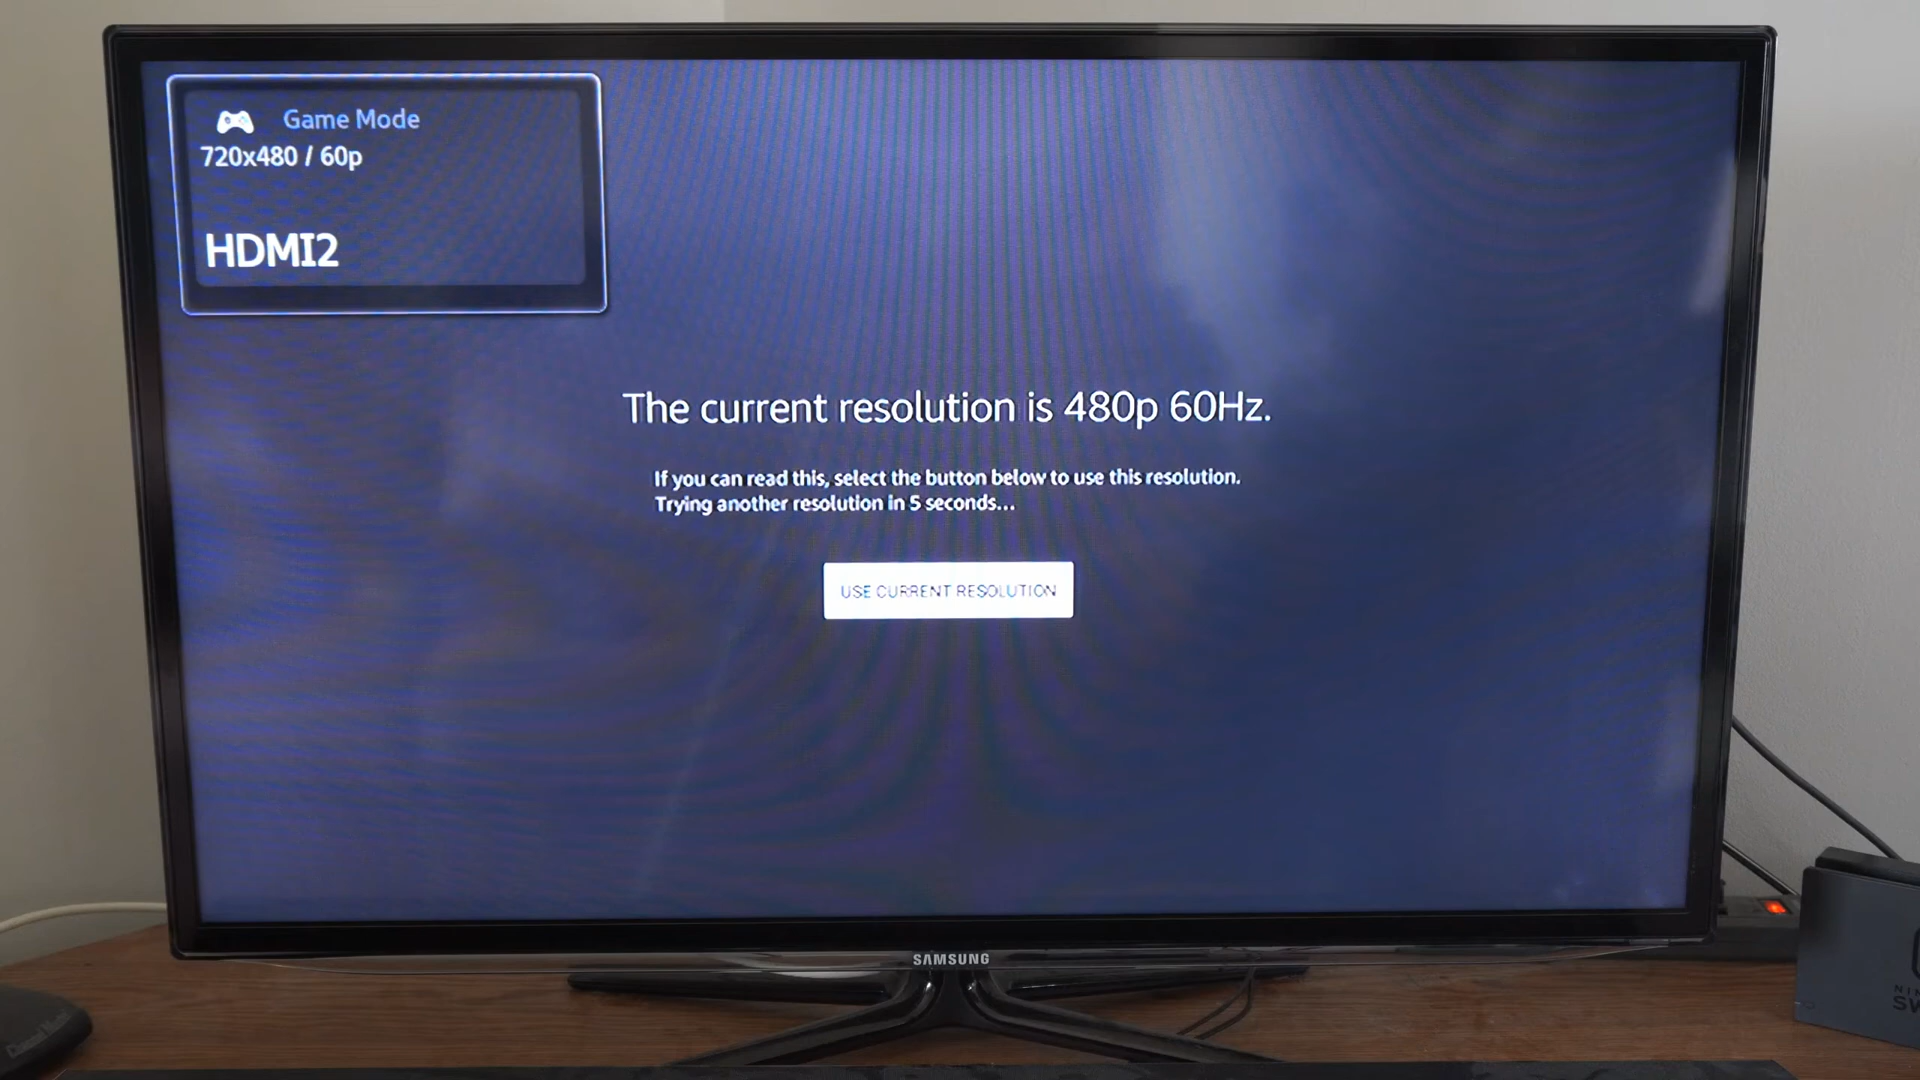 Game Mode
720x480 / 60p
HDMI2
The current resolution is 480p 60Hz.
If you can read this, select the button below to use this resolution.
Trying another resolution in 5 seconds...
USE CURRENT RESOLUTION
SAMSUNG